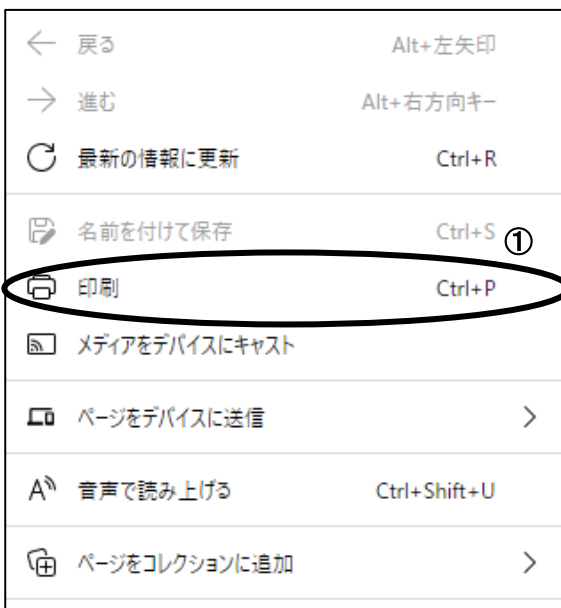 戻る Alt+左矢印
進む Alt+右方向キー
最新の情報に更新 Ctrl+R
名前を付けて保存 Ctrl+S ①
印刷 Ctrl+P
メディアをデバイスにキャスト
ページをデバイスに送信
音声で読み上げる Ctrl+Shift+U
ページをコレクションに追加